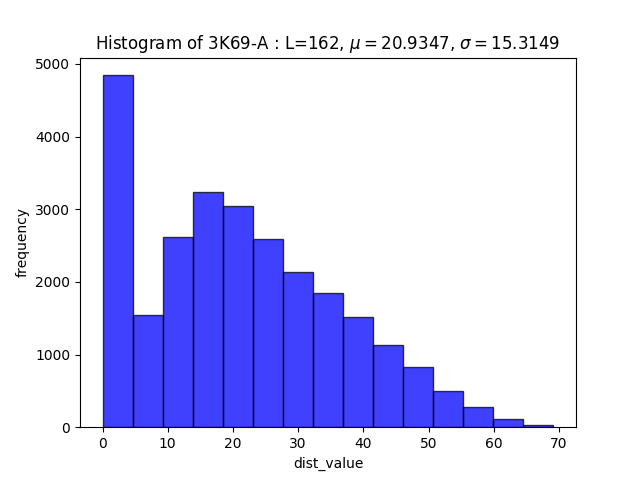 Histogram of 3K69-A : L=162, μ = 20.9347, σ = 15.3149
5000
4000
3000
2000
1000
0
frequency
0 10 20 30 40 50 60 70
dist_value